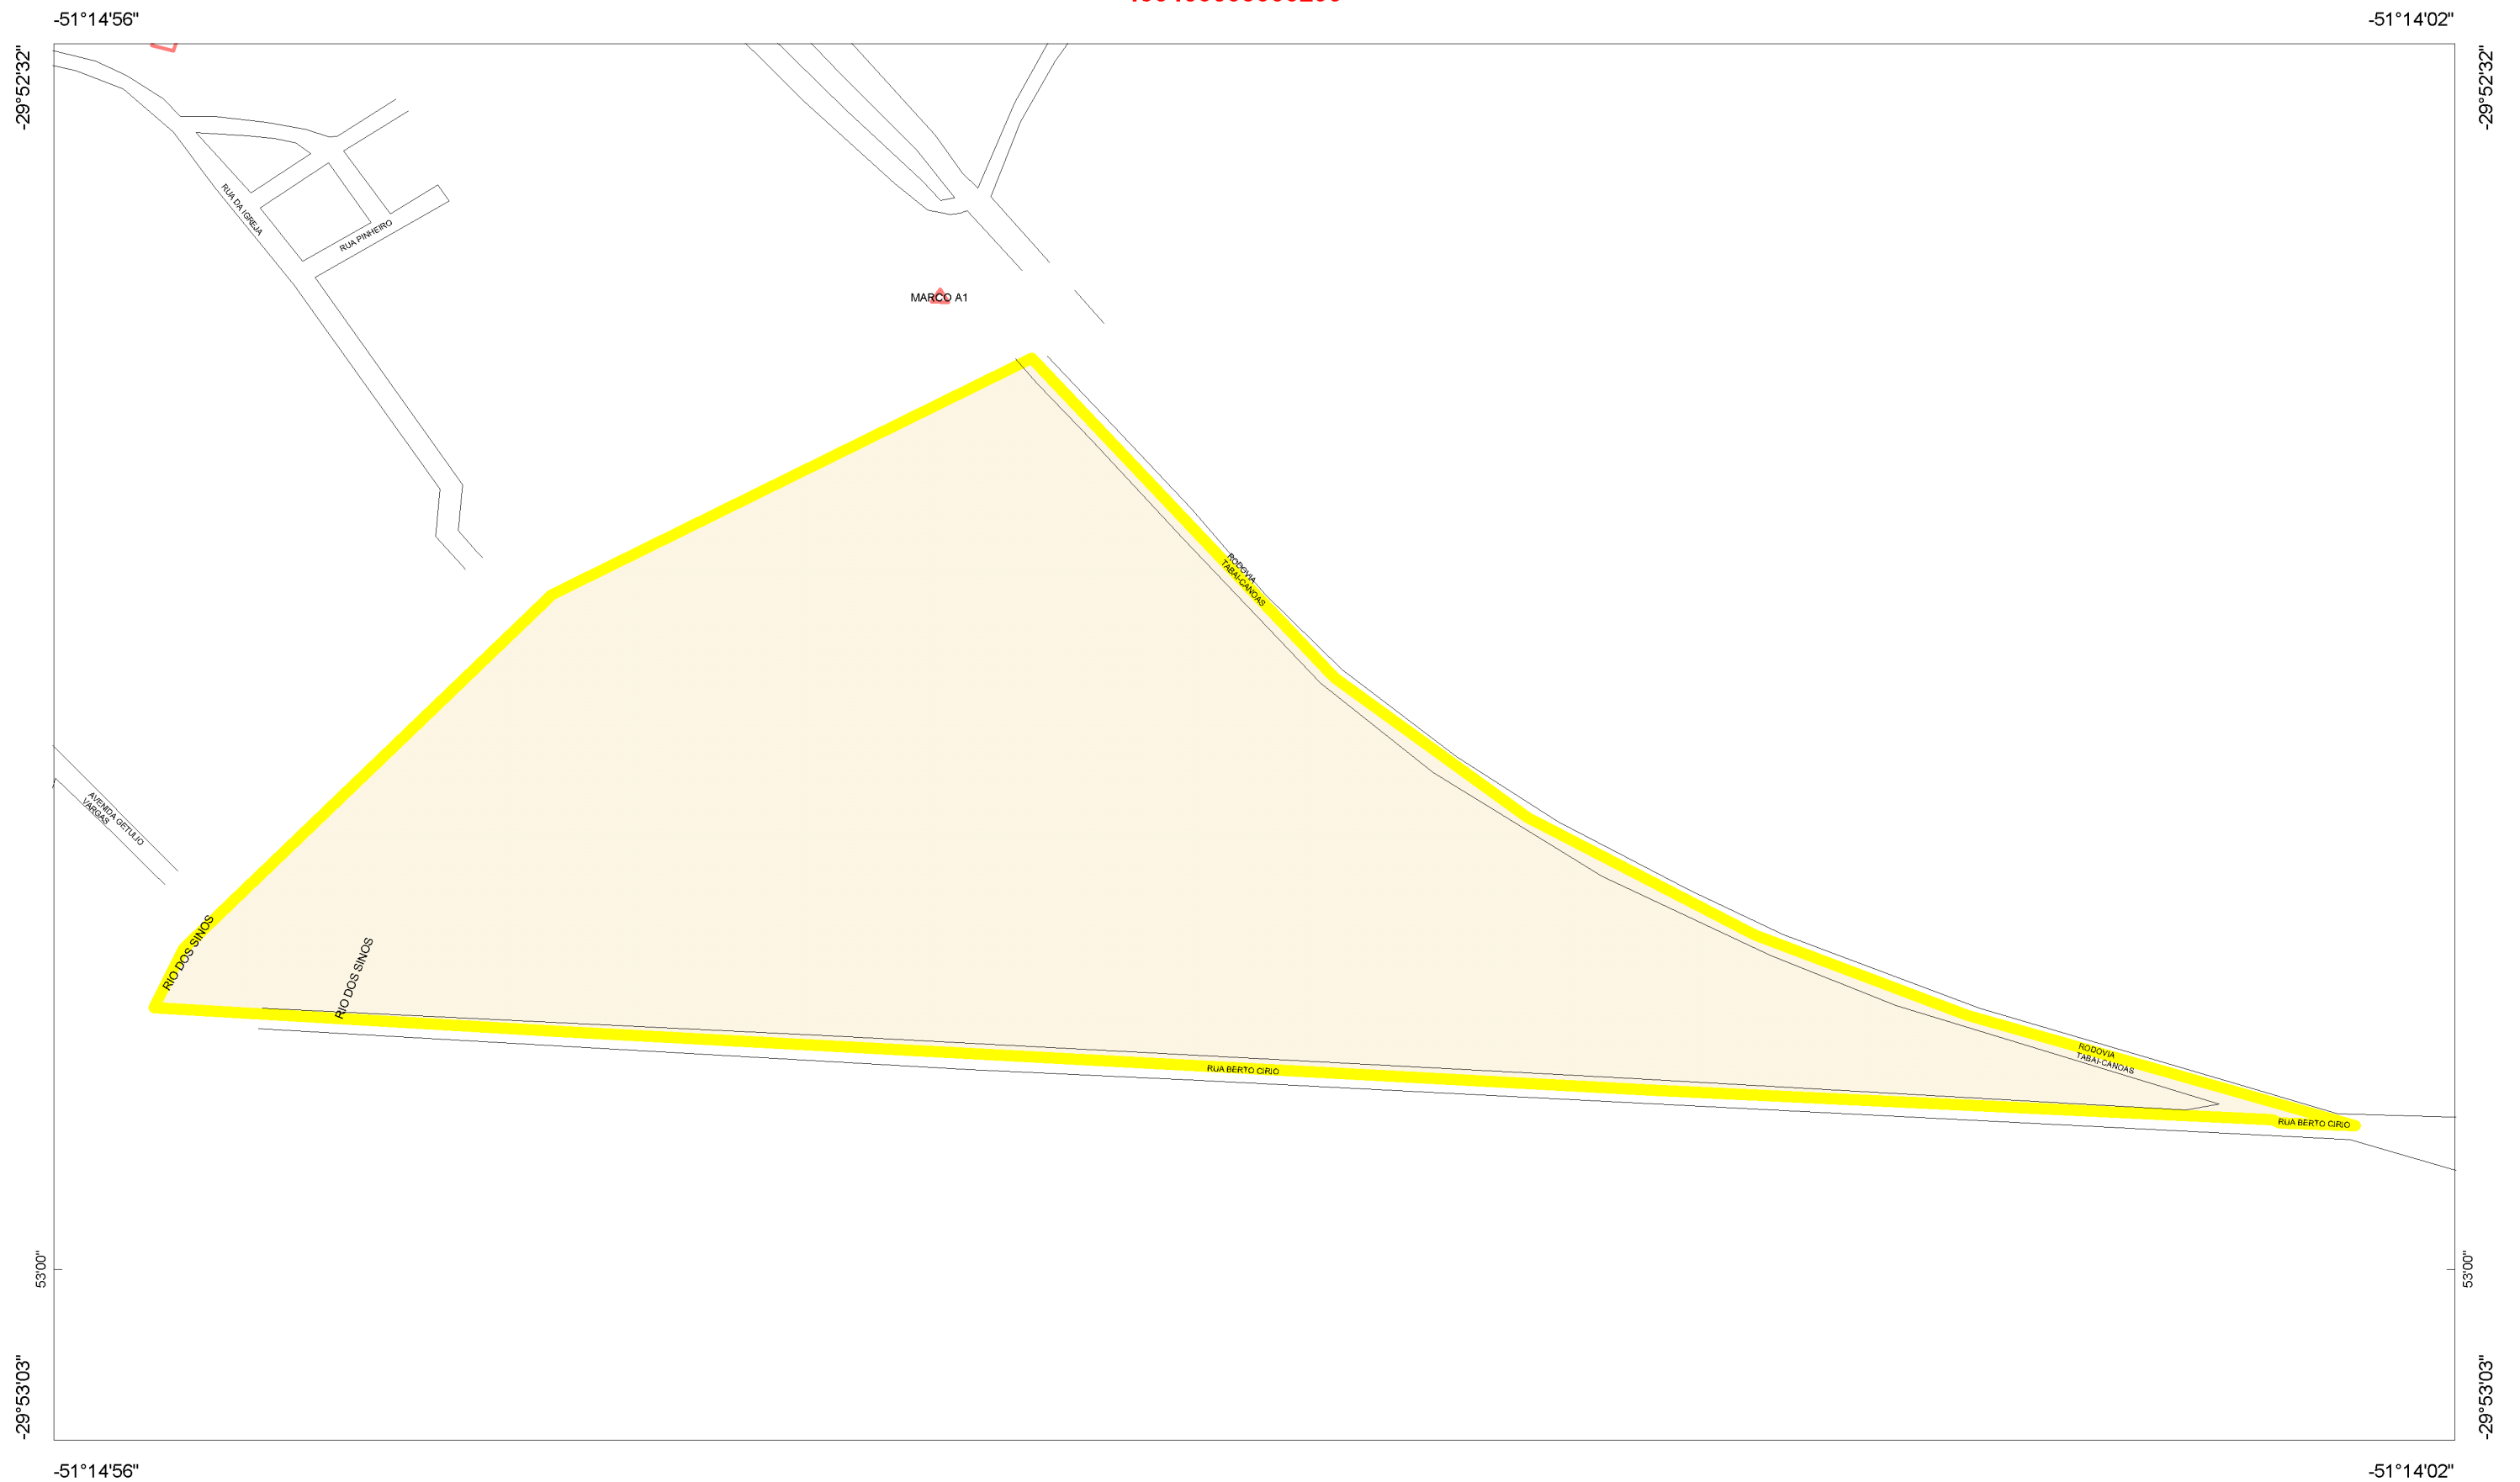 -51°14'56"
-51°14'02"
-29°52'32"
-29°52'32"
RUA DA IGREJA
RUA PINHEIRO
MARCO A1
RODOVIA
TABAI-CANOAS
AVENIDA GETULIO
VARGAS
RIO DOS SINOS
RIO DOS SINOS
RODOVIA
TABAI-CANOAS
RUA BERTO CIRIO
RUA BERTO CIRIO
53'00"
53'00"
-29°53'03"
-29°53'03"
-51°14'56"
-51°14'02"